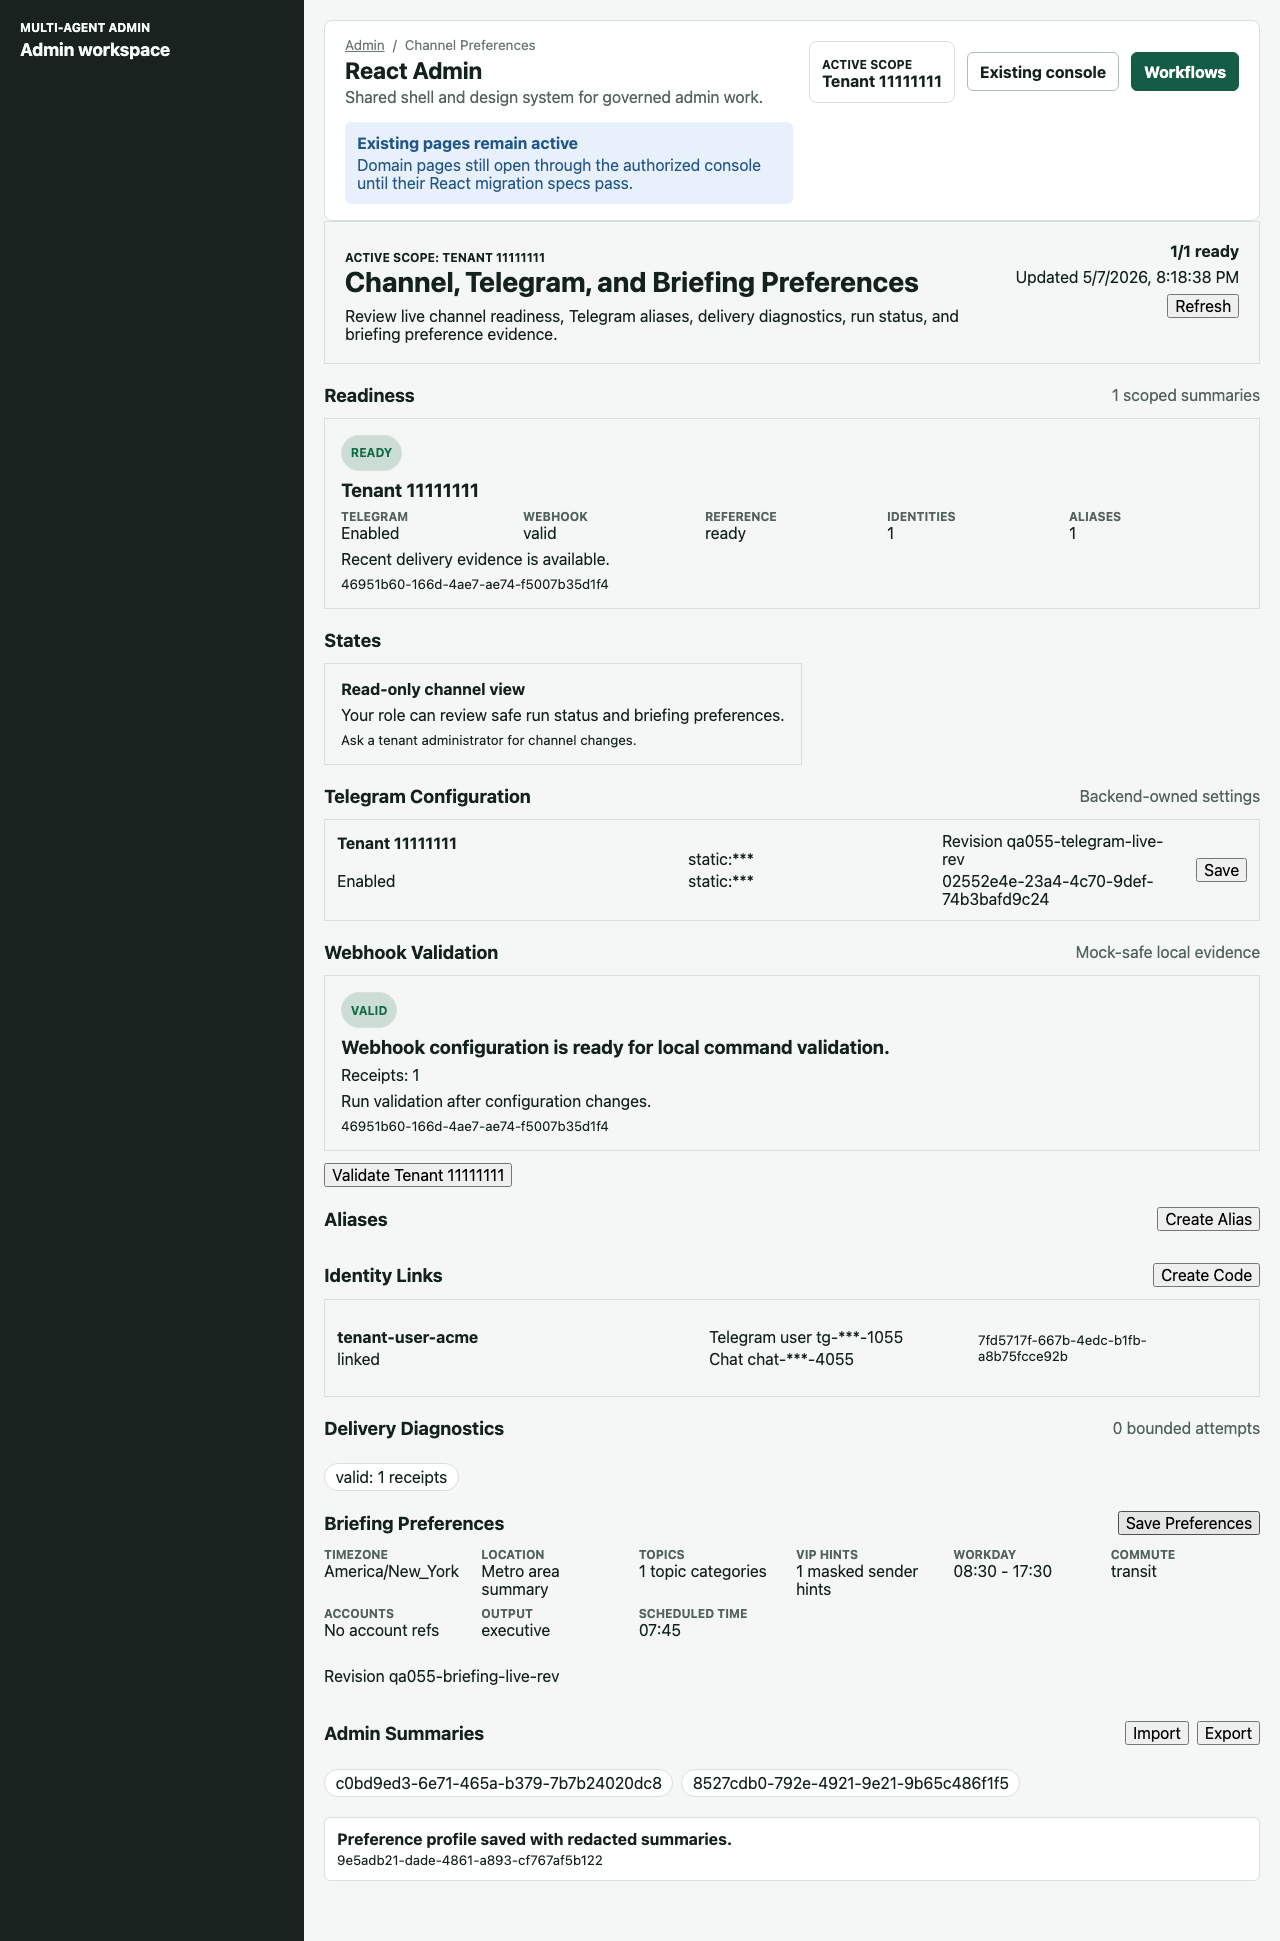 MULTI-AGENT ADMIN
Admin workspace
Admin / Channel Preferences
React Admin
Shared shell and design system for governed admin work.
ACTIVE SCOPE
Tenant 11111111
Existing console
Workflows
Existing pages remain active
Domain pages still open through the authorized console
until their React migration specs pass.
ACTIVE SCOPE: TENANT 11111111
Channel, Telegram, and Briefing Preferences
Review live channel readiness, Telegram aliases, delivery diagnostics, run status, and
briefing preference evidence.
1/1 ready
Updated 5/7/2026, 8:18:38 PM
Refresh
Readiness
1 scoped summaries
READY
Tenant 11111111
TELEGRAM WEBHOOK REFERENCE IDENTITIES ALIASES
Enabled valid ready 1 1
Recent delivery evidence is available.
46951b60-166d-4ae7-ae74-f5007b35d1f4
States
Read-only channel view
Your role can review safe run status and briefing preferences.
Ask a tenant administrator for channel changes.
Telegram Configuration
Backend-owned settings
Tenant 11111111
Enabled
static:***
static:***
Revision qa055-telegram-live-
rev
02552e4e-23a4-4c70-9def-
74b3bafd9c24
Save
Webhook Validation
Mock-safe local evidence
VALID
Webhook configuration is ready for local command validation.
Receipts: 1
Run validation after configuration changes.
46951b60-166d-4ae7-ae74-f5007b35d1f4
Validate Tenant 11111111
Aliases
Create Alias
Identity Links
Create Code
tenant-user-acme
linked
Telegram user tg-***-1055
Chat chat-***-4055
7fd5717f-667b-4edc-b1fb-
a8b75fcce92b
Delivery Diagnostics
0 bounded attempts
valid: 1 receipts
Briefing Preferences
Save Preferences
TIMEZONE
America/New_York
LOCATION
Metro area
summary
TOPICS
1 topic categories
VIP HINTS
1 masked sender
hints
WORKDAY
08:30 - 17:30
COMMUTE
transit
ACCOUNTS
No account refs
OUTPUT
executive
SCHEDULED TIME
07:45
Revision qa055-briefing-live-rev
Admin Summaries
Import
Export
c0bd9ed3-6e71-465a-b379-7b7b24020dc8
8527cdb0-792e-4921-9e21-9b65c486f1f5
Preference profile saved with redacted summaries.
9e5adb21-dade-4861-a893-cf767af5b122